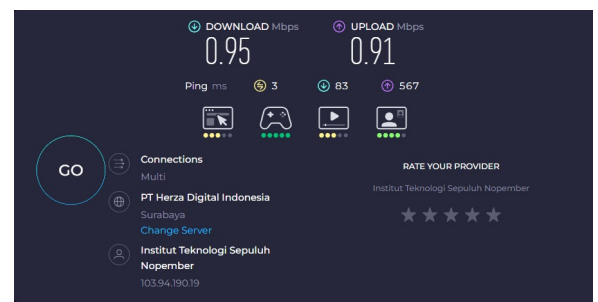 DOWNLOAD Mbps
UPLOAD Mbps
0.95
0.91
Ping ms 3 83 567
GO
Connections
Multi
PT Herza Digital Indonesia
Surabaya
Change Server
Institut Teknologi Sepuluh
Nopember
103.94.190.19
RATE YOUR PROVIDER
Institut Teknologi Sepuluh Nopember